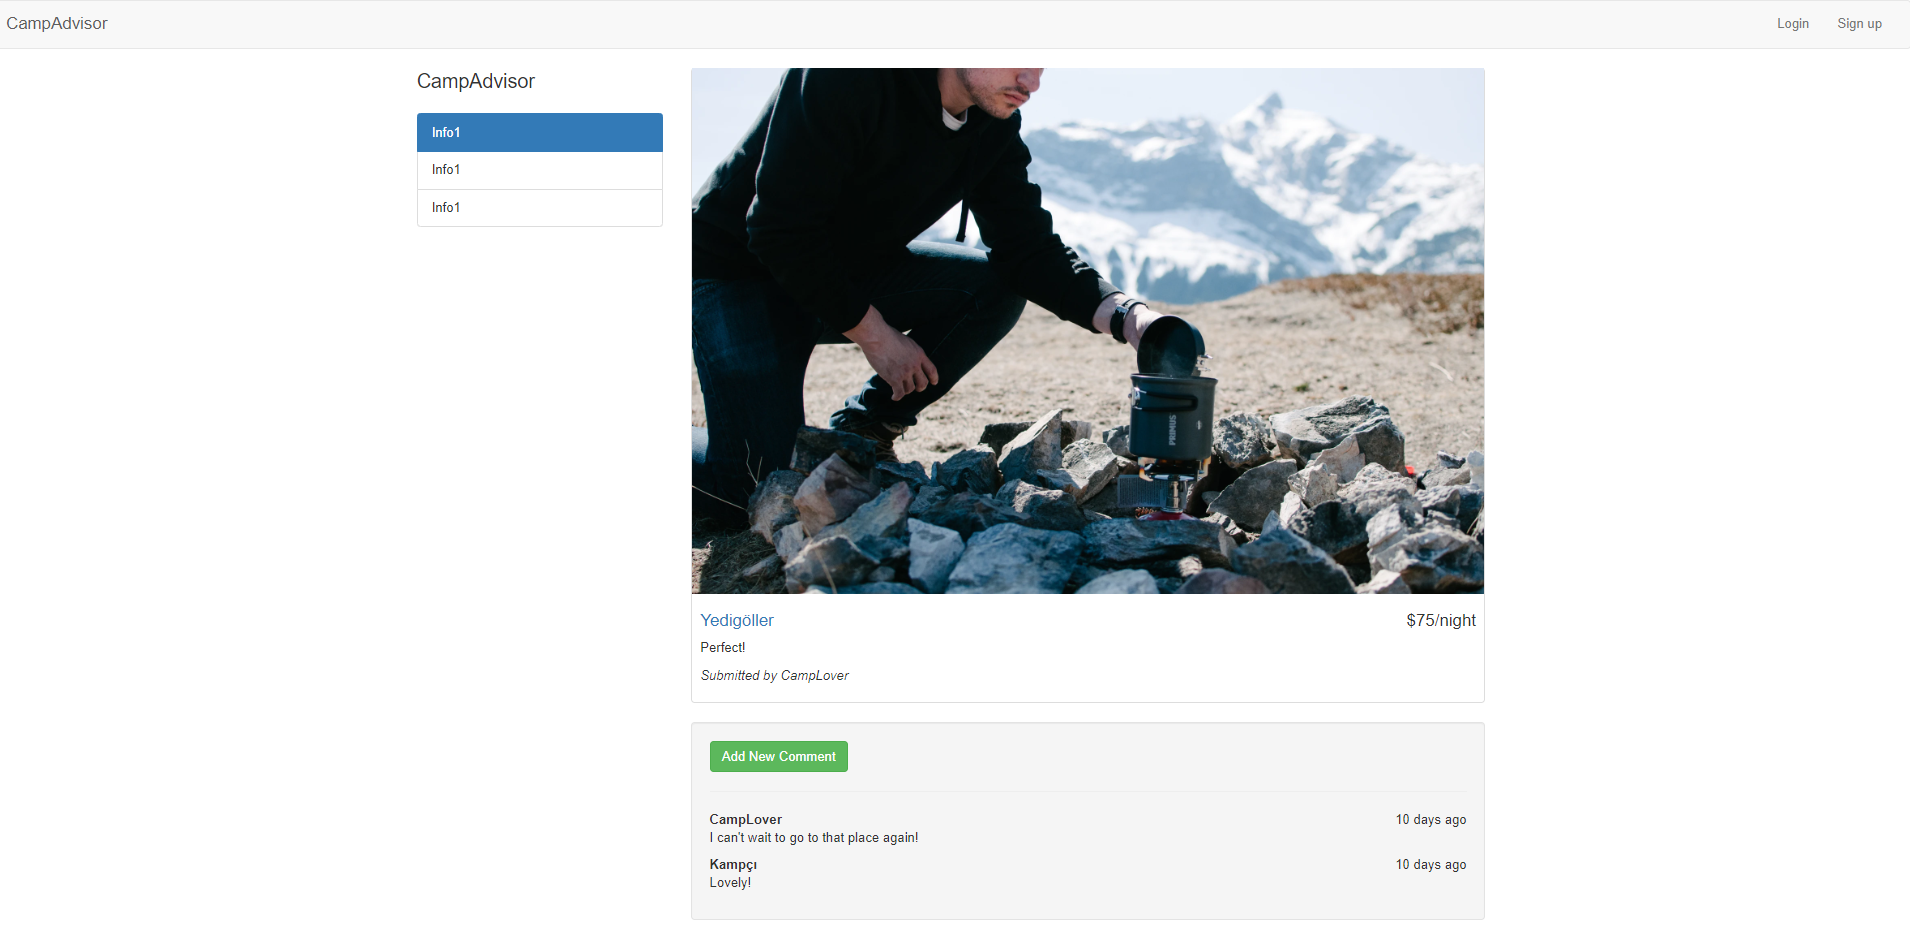 CampAdvisor
Login
Sign up
CampAdvisor
Info1
Info1
Info1
PRIMUS
Yedigöller
$75/night
Perfect!
Submitted by CampLover
Add New Comment
CampLover
10 days ago
I can't wait to go to that place again!
Kampçı
10 days ago
Lovely!